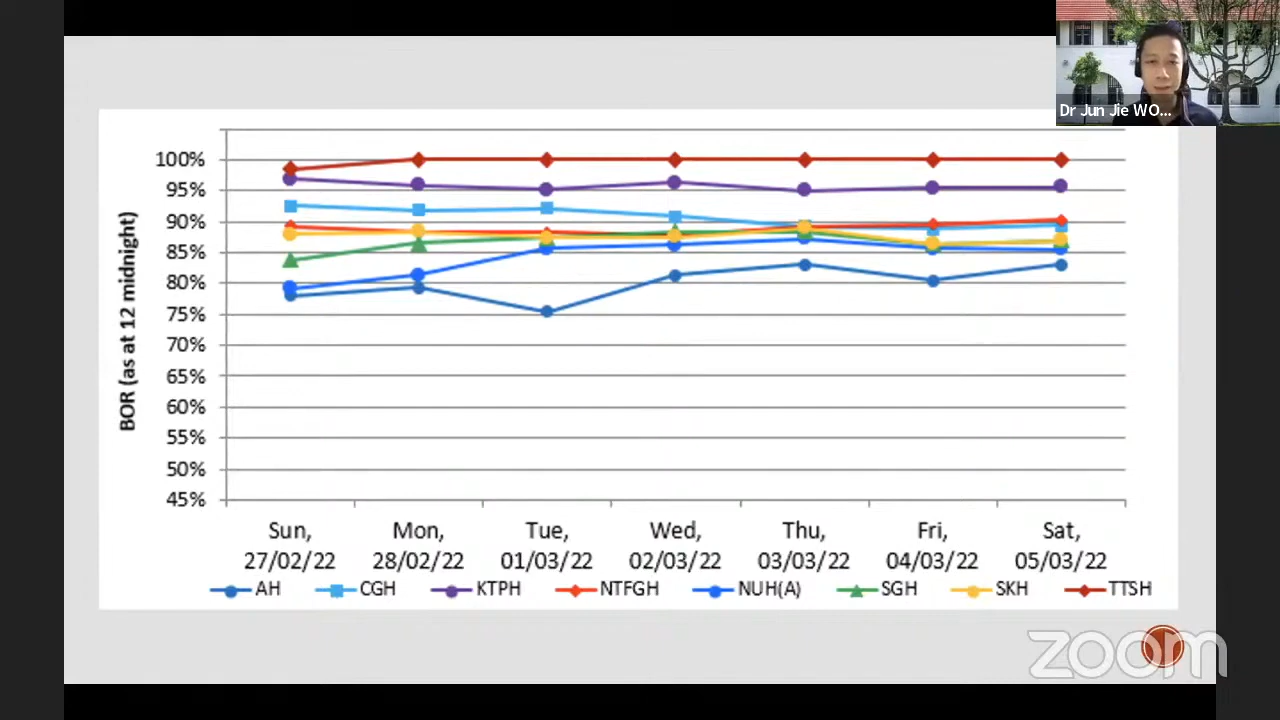 Dr Jun Jie WO...
BOR (as at 12 midnight)
100%
95%
90%
85%
80%
75%
70%
65%
60%
55%
50%
45%
Sun, Mon, Tue, Wed, Thu, Fri, Sat,
27/02/22 28/02/22 01/03/22 02/03/22 03/03/22 04/03/22 05/03/22
AH CGH KTPH NTFGH NUH(A) SGH SKH TTSH
zoom